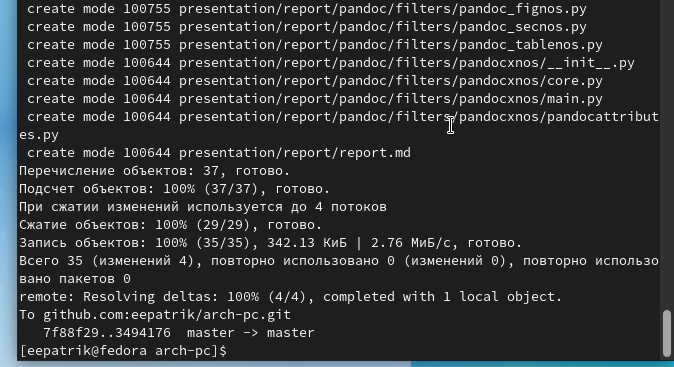 create mode 100755 presentation/report/pandoc/filters/pandoc_fignos.py
create mode 100755 presentation/report/pandoc/filters/pandoc_secnos.py
create mode 100755 presentation/report/pandoc/filters/pandoc_tablenos.py
create mode 100644 presentation/report/pandoc/filters/pandocxnos/__init__.py
create mode 100644 presentation/report/pandoc/filters/pandocxnos/core.py
create mode 100644 presentation/report/pandoc/filters/pandocxnos/main.py
create mode 100644 presentation/report/pandoc/filters/pandocxnos/pandocattribut
es.py
create mode 100644 presentation/report/report.md
Перечисление объектов: 37, готово.
Подсчет объектов: 100% (37/37), готово.
При сжатии изменений используется до 4 потоков
Сжатие объектов: 100% (29/29), готово.
Запись объектов: 100% (35/35), 342.13 КиБ | 2.76 МиБ/с, готово.
Всего 35 (изменений 4), повторно использовано 0 (изменений 0), повторно использо
вано пакетов 0
remote: Resolving deltas: 100% (4/4), completed with 1 local object.
To github.com:eepatrik/arch-pc.git
7f88f29..3494176  master -> master
[eepatrik@fedora arch-pc]$